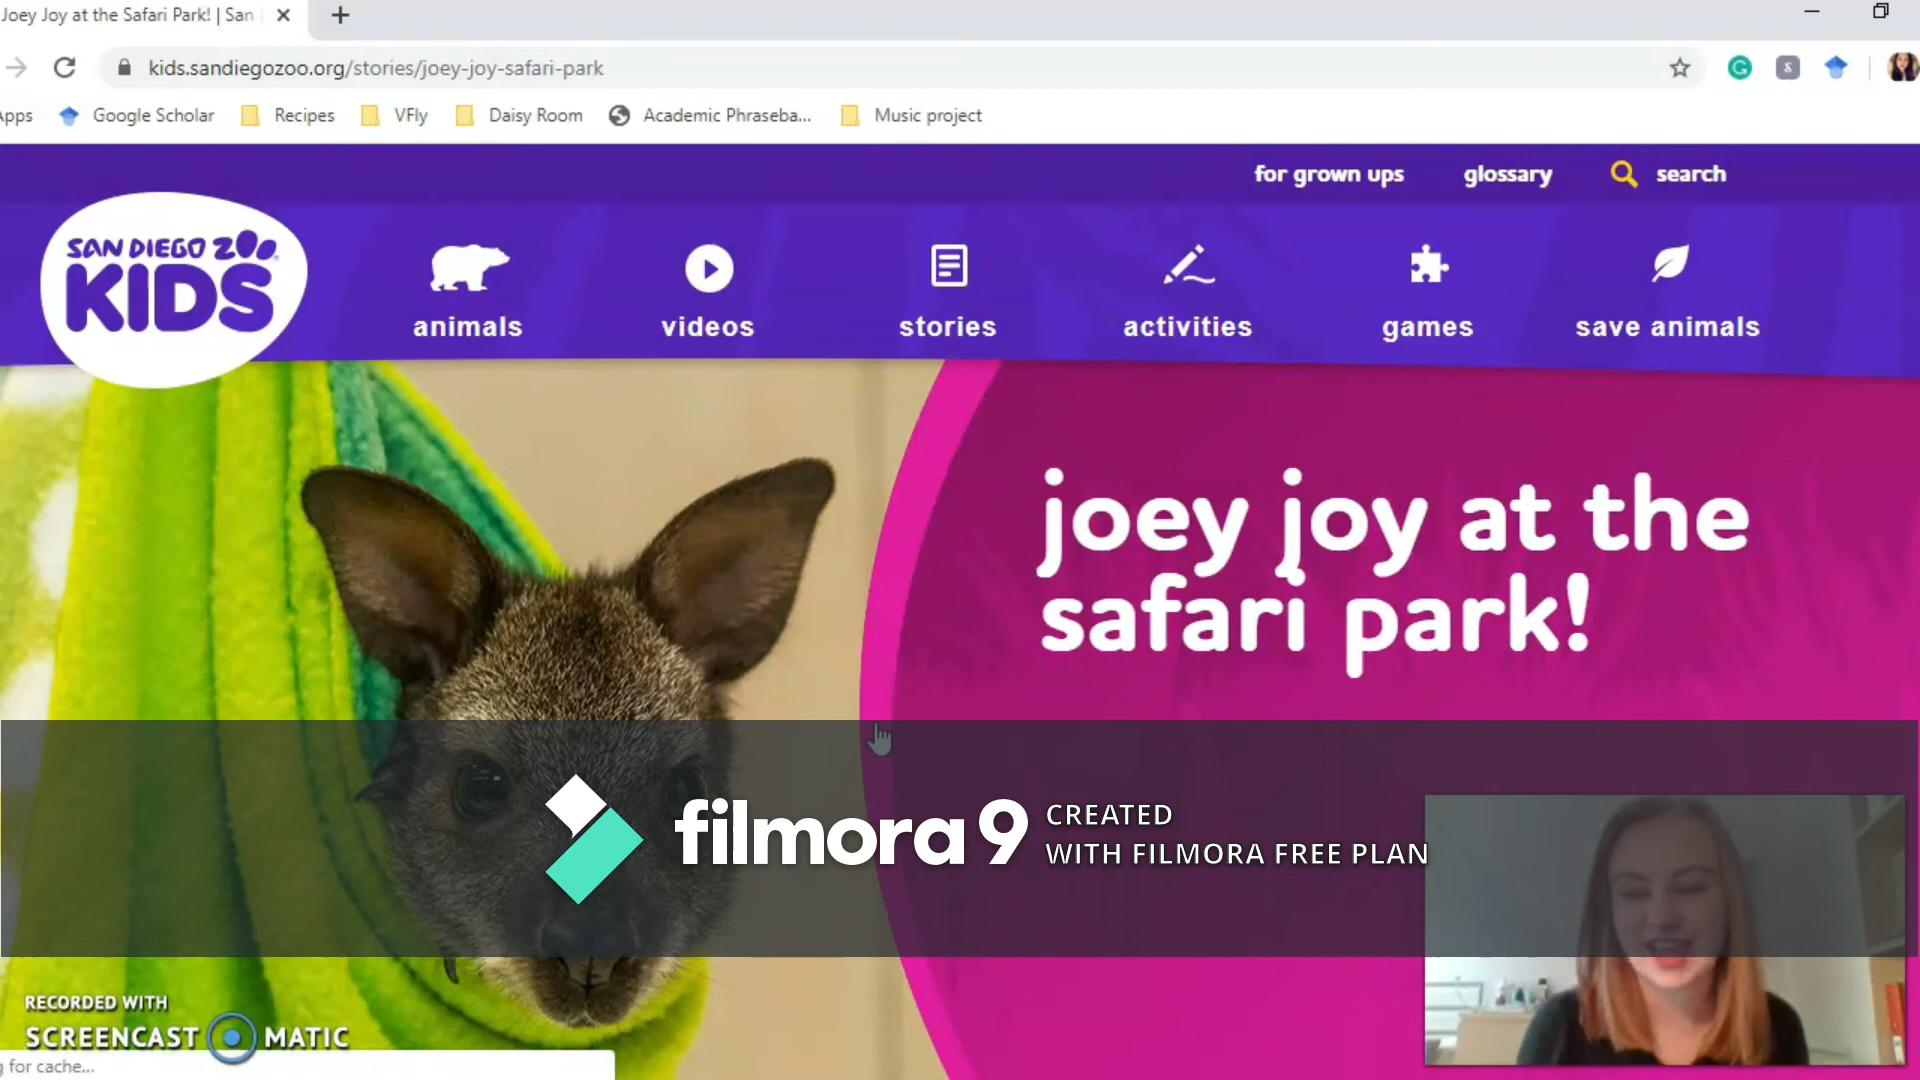 Joey Joy at the Safari Park! | San
kids.sandiegozoo.org/stories/joey-joy-safari-park
Apps Google Scholar Recipes VFly Daisy Room Academic Phraseba... Music project
for grown ups glossary search
SAN DIEGO ZOO
KIDS
animals videos stories activities games save animals
joey joy at the
safari park!
filmora9
CREATED
WITH FILMORA FREE PLAN
RECORDED WITH
SCREENCAST MATIC
g for cache...